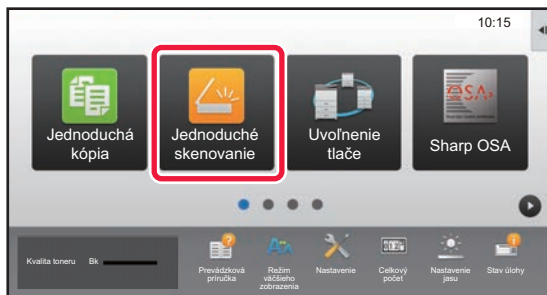 10:15
Jednoduchá
kópia
Jednoduché
skenovanie
Uvoľnenie
tlače
Sharp OSA
Kvalita toneru Bk
Prevádzková
príručka
Režim
väčšieho
zobrazenia
Nastavenie
Celkový
počet
Nastavenie
jasu
Stav úlohy